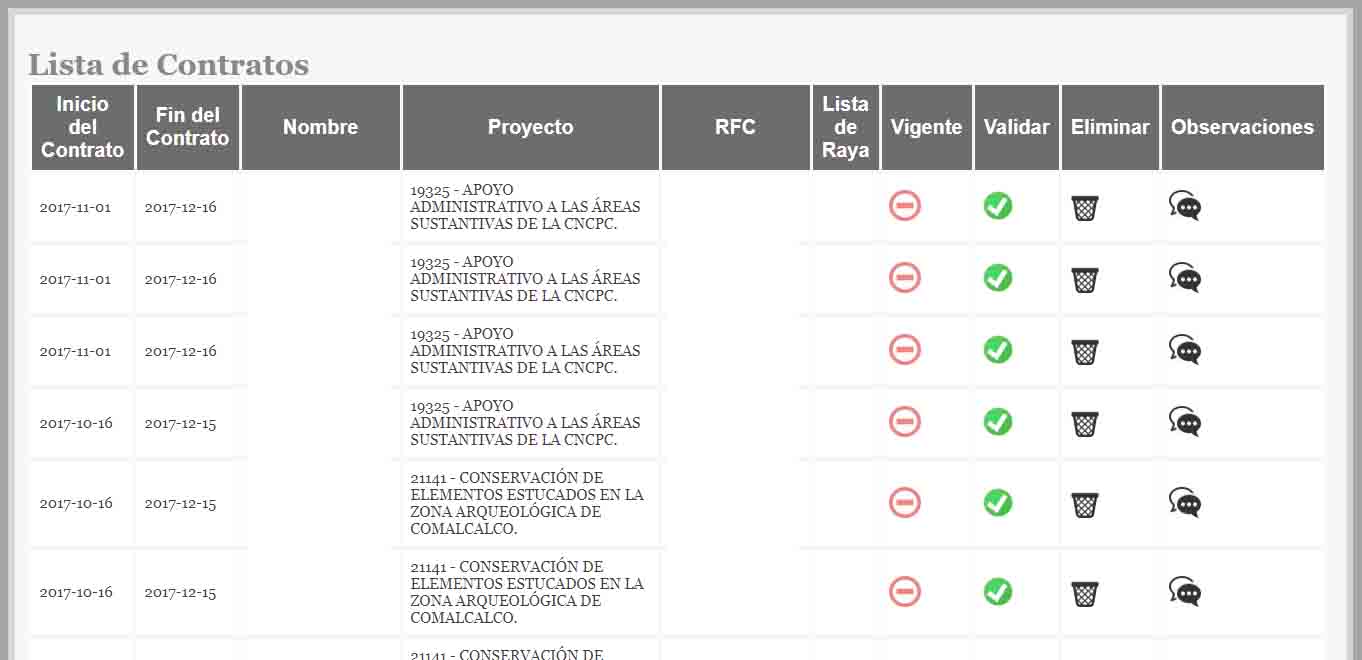 Lista de Contratos
Inicio del Contrato
Fin del Contrato
Nombre
Proyecto
RFC
Lista de Raya
Vigente
Validar
Eliminar
Observaciones
2017-11-01
2017-12-16
19325 - APOYO
ADMINISTRATIVO A LAS ÁREAS
SUSTANTIVAS DE LA CNCPC.
2017-11-01
2017-12-16
19325 - APOYO
ADMINISTRATIVO A LAS ÁREAS
SUSTANTIVAS DE LA CNCPC.
2017-11-01
2017-12-16
19325 - APOYO
ADMINISTRATIVO A LAS ÁREAS
SUSTANTIVAS DE LA CNCPC.
2017-10-16
2017-12-15
19325 - APOYO
ADMINISTRATIVO A LAS ÁREAS
SUSTANTIVAS DE LA CNCPC.
2017-10-16
2017-12-15
21141 - CONSERVACIÓN DE
ELEMENTOS ESTUCADOS EN LA
ZONA ARQUEOLÓGICA DE
COMALCALCO.
2017-10-16
2017-12-15
21141 - CONSERVACIÓN DE
ELEMENTOS ESTUCADOS EN LA
ZONA ARQUEOLÓGICA DE
COMALCALCO.
21141 - CONSERVACIÓN DE